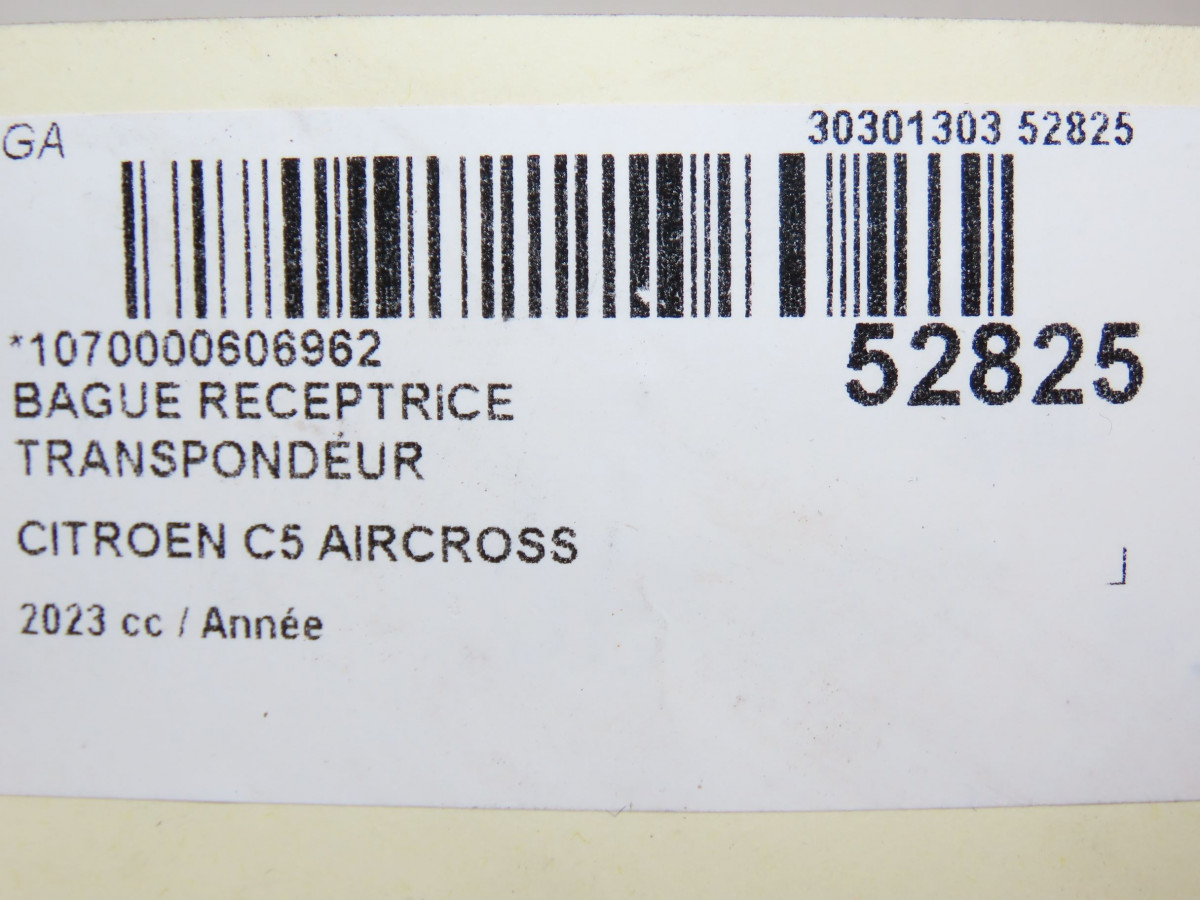 GA
30301303 52825
*1070000606962
52825
BAGUE RECEPTRICE
TRANSPONDEUR
CITROEN C5 AIRCROSS
2023 cc / Année